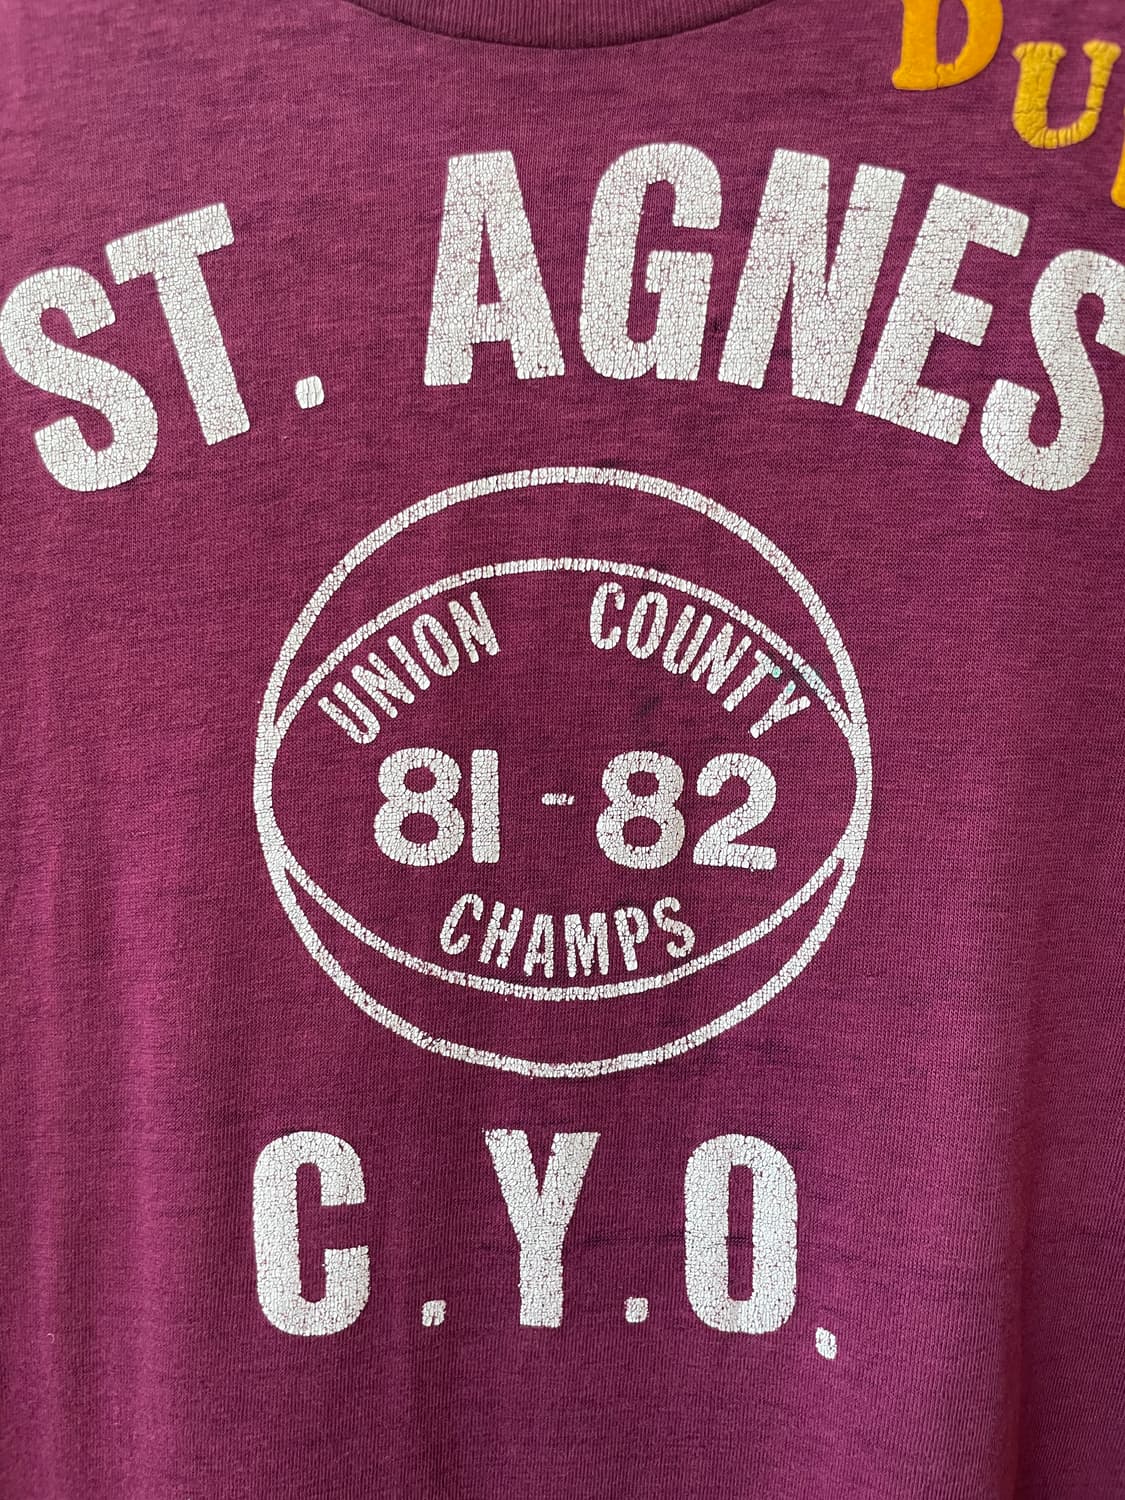 ST. AGNES
UNION COUNTY
81-82
CHAMPS
C.Y.O.